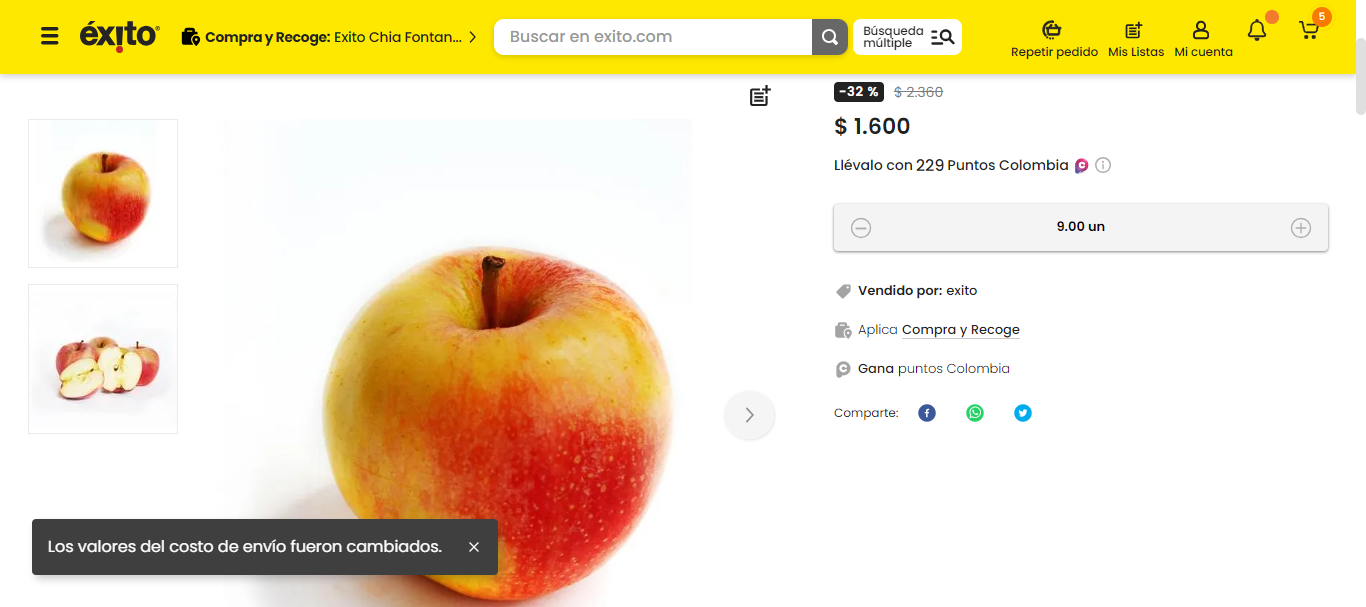 éxito
Compra y Recoge: Exito Chia Fontan...
Buscar en exito.com
Búsqueda
múltiple
Repetir pedido
Mis Listas
Mi cuenta
5
-32 % $ 2.360
$ 1.600
Llévalo con 229 Puntos Colombia
9.00 un
Vendido por: exito
Aplica Compra y Recoge
Gana puntos Colombia
Comparte:
Los valores del costo de envío fueron cambiados.